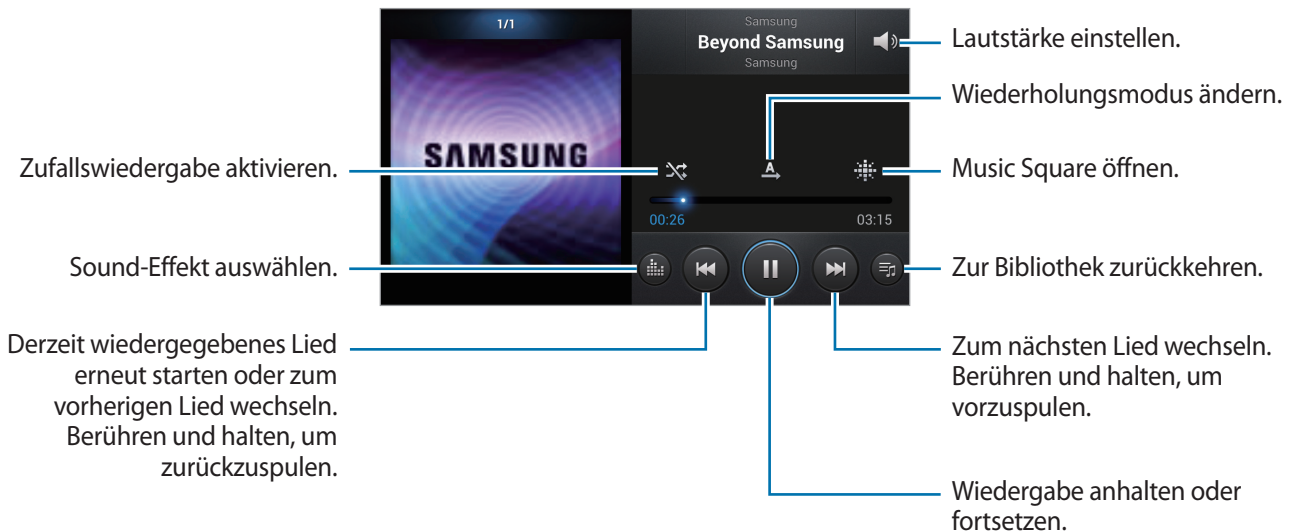 1/1
Samsung
Beyond Samsung
Samsung
SAMSUNG
A
00:26
03:15
Lautstärke einstellen.
Wiederholungsmodus ändern.
Zufallswiedergabe aktivieren.
Music Square öffnen.
Sound-Effekt auswählen.
Zur Bibliothek zurückkehren.
Derzeit wiedergegebenes Lied
erneut starten oder zum
vorherigen Lied wechseln.
Berühren und halten, um
zurückzuspulen.
Zum nächsten Lied wechseln.
Berühren und halten, um
vorzuspulen.
Wiedergabe anhalten oder
fortsetzen.